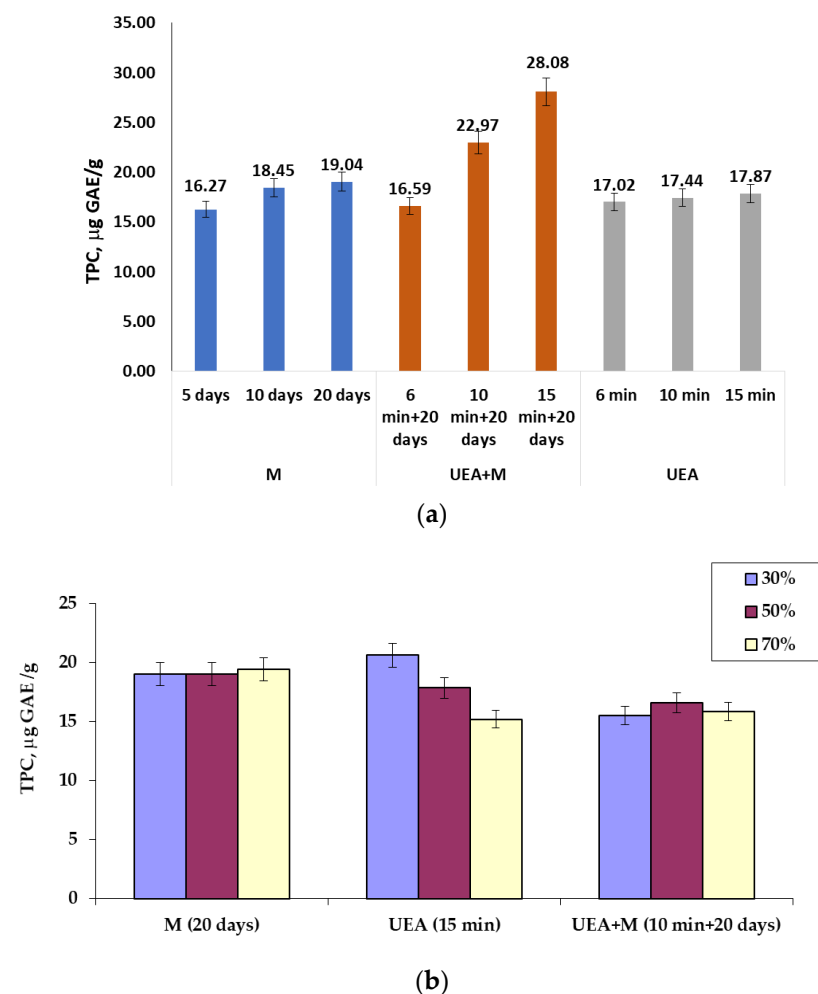 35.00
30.00
25.00
20.00
15.00
10.00
5.00
0.00
TPC, μg GAE/g
16.27
18.45
19.04
16.59
22.97
28.08
17.02
17.44
17.87
5 days
10 days
20 days
6
min+20
days
10
min+20
days
15
min+20
days
6 min
10 min
15 min
M
UEA+M
UEA
(a)
30%
50%
70%
25
20
15
10
5
0
TPC, μg GAE /g
M (20 days)
UEA (15 min)
UEA+M (10 min+20 days)
(b)